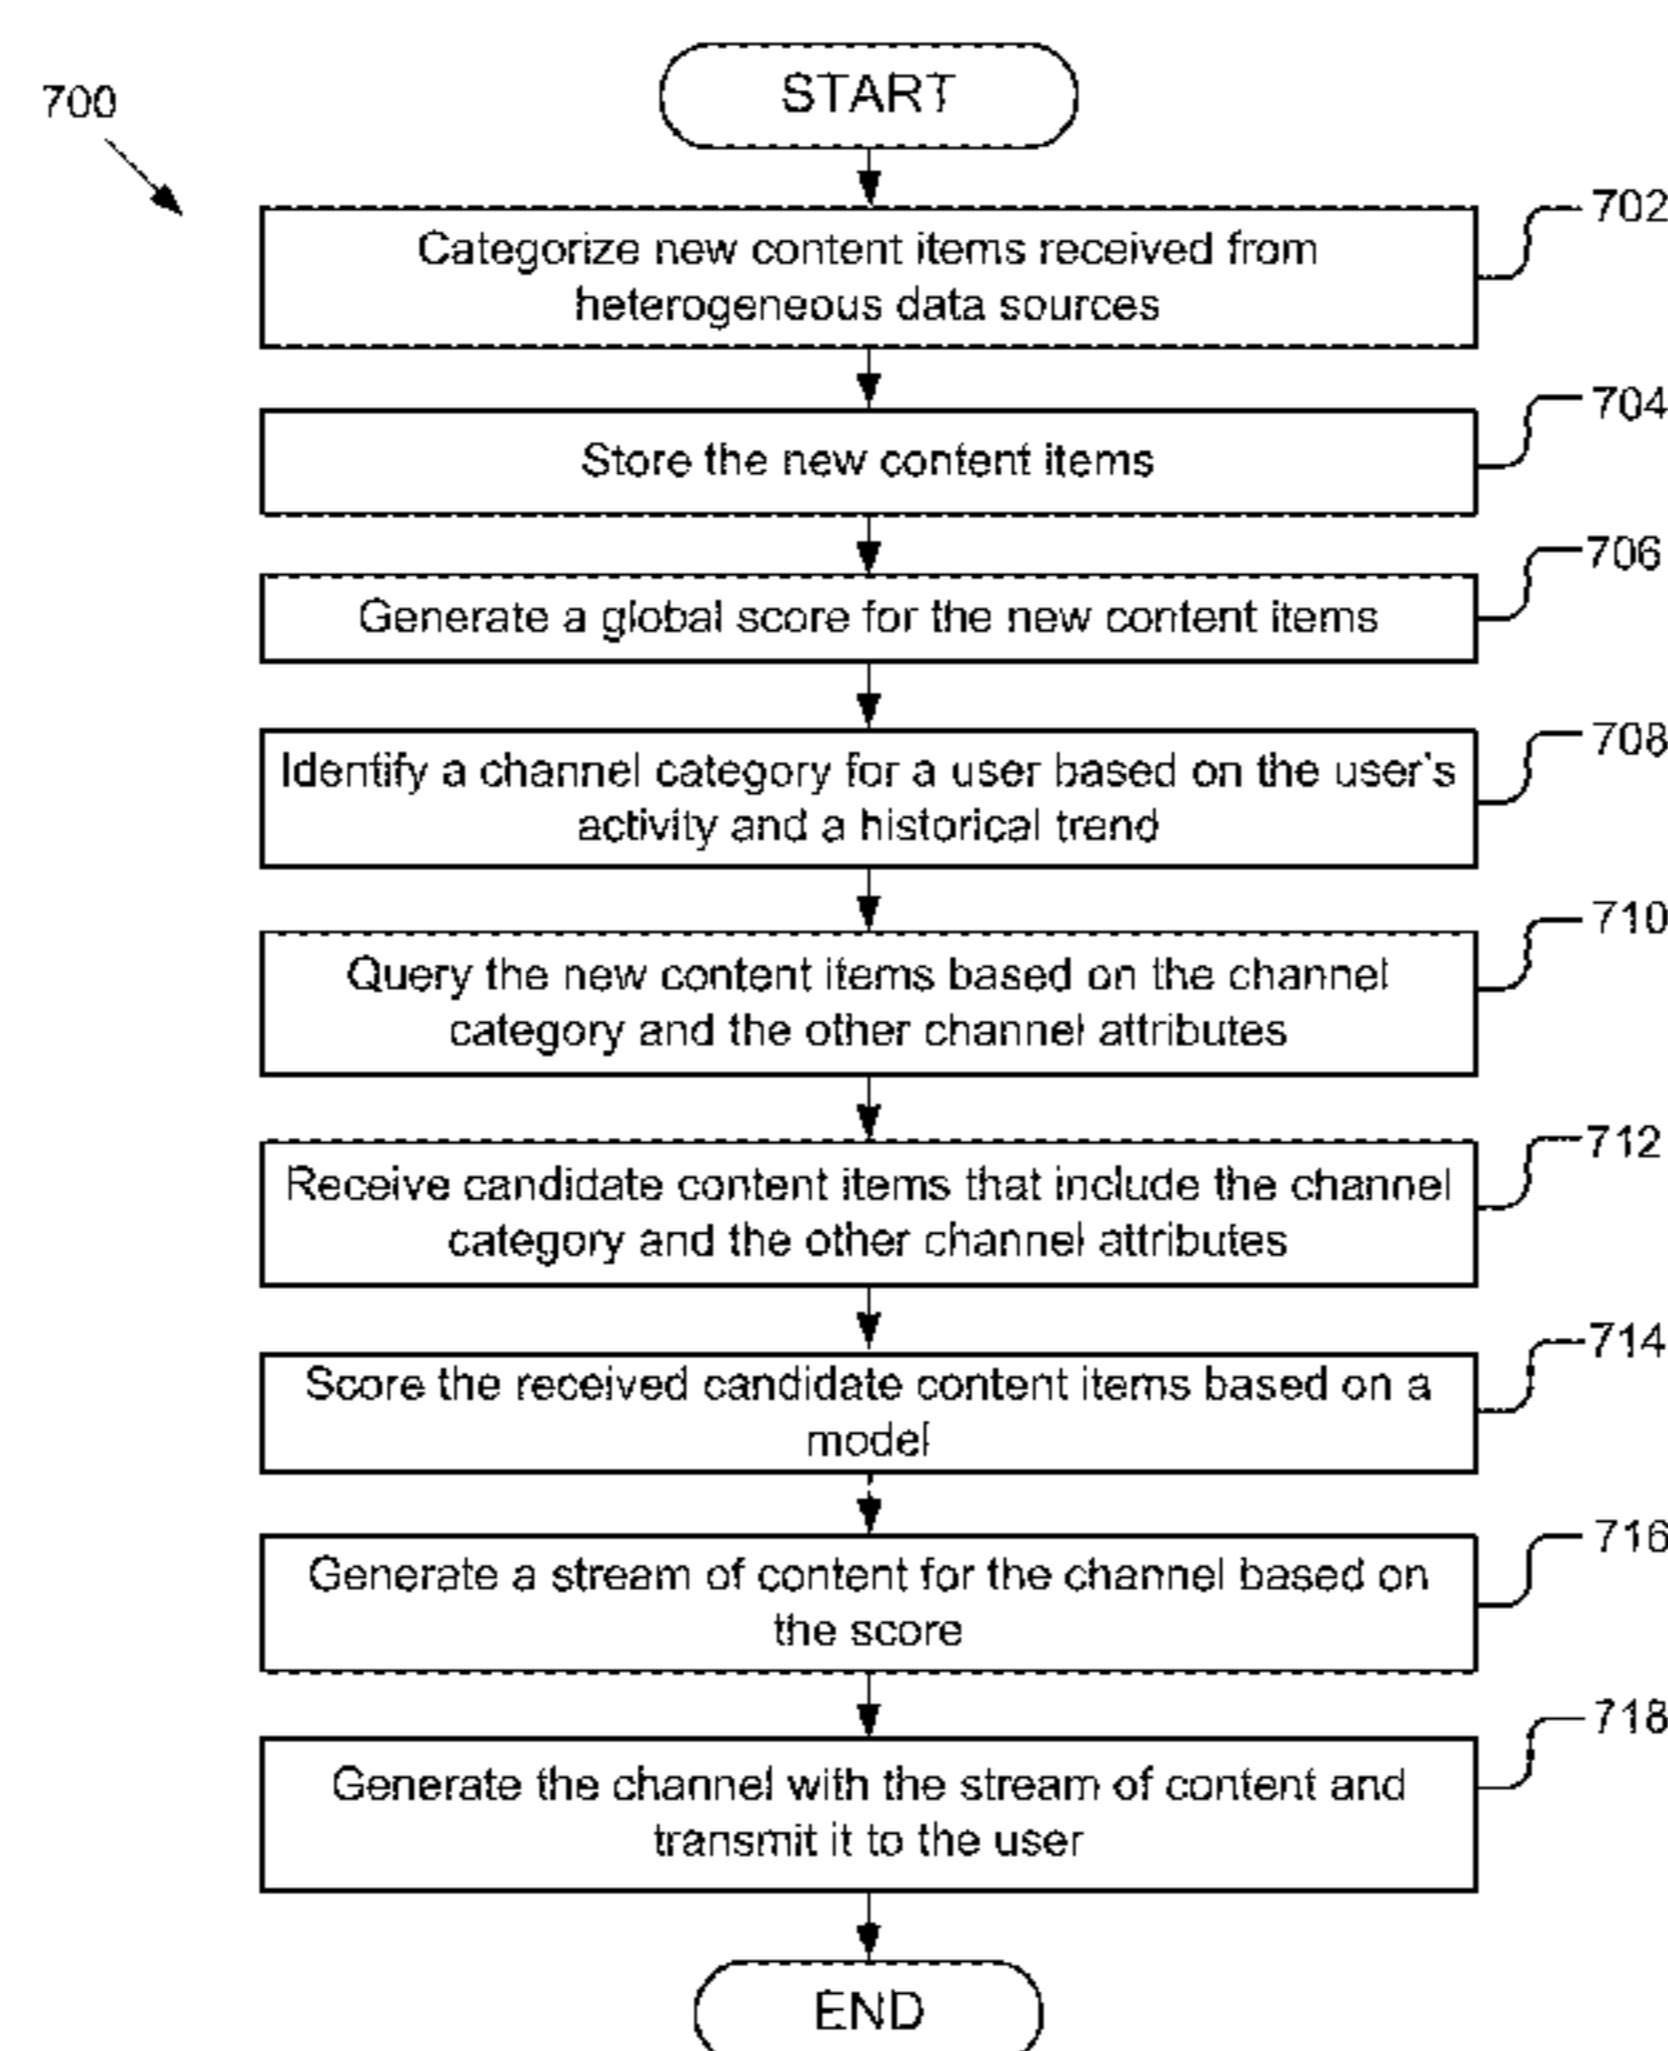 700
START
702
Categorize new content items received from
heterogeneous data sources
704
Store the new content items
706
Generate a global score for the new content items
708
Identify a channel category for a user based on the user's
activity and a historical trend
710
Query the new content items based on the channel
category and the other channel attributes
712
Receive candidate content items that include the channel
category and the other channel attributes
714
Score the received candidate content items based on a
model
716
Generate a stream of content for the channel based on
the score
718
Generate the channel with the stream of content and
transmit it to the user
END